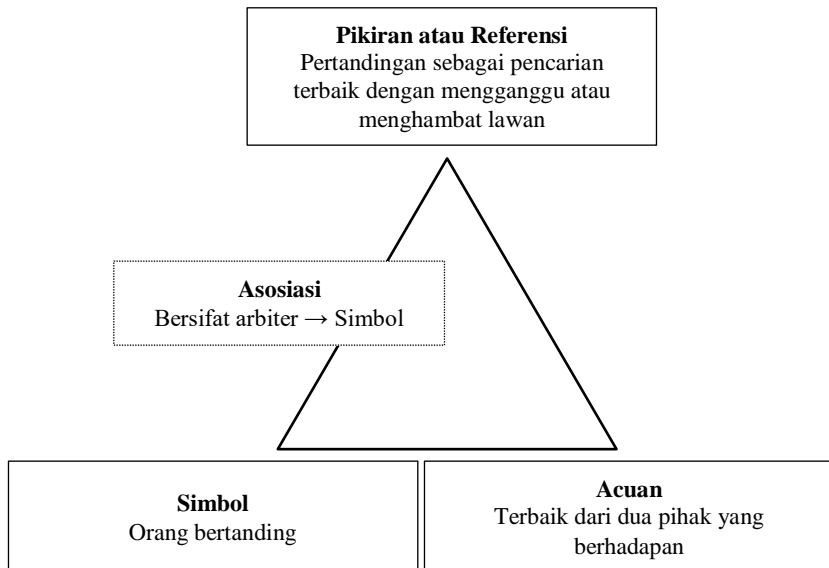 Pikiran atau Referensi
Pertandingan sebagai pencarian
terbaik dengan mengganggu atau
menghambat lawan
Asosiasi
Bersifat arbiter → Simbol
Simbol
Orang bertanding
Acuan
Terbaik dari dua pihak yang
berhadapan